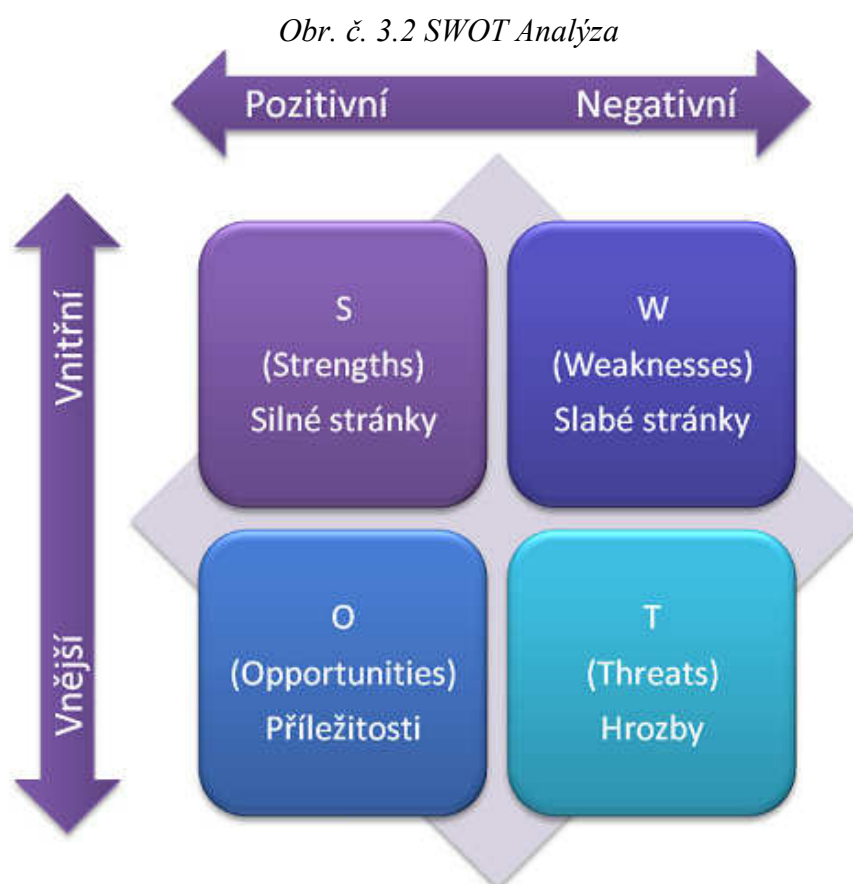 Obr. č. 3.2 SWOT Analýza
Pozitivní
Negativní
Vnitřní
Vnější
S
(Strengths)
Silné stránky
W
(Weaknesses)
Slabé stránky
O
(Opportunities)
Příležitosti
T
(Threats)
Hrozby